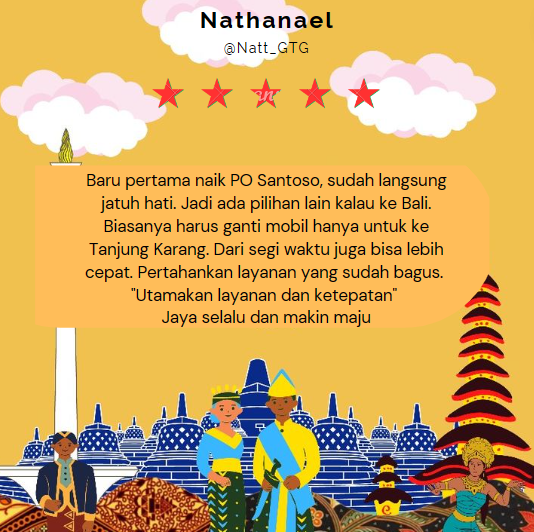 Nathanael
@Natt_GTG
Baru pertama naik PO Santoso, sudah langsung
jatuh hati. Jadi ada pilihan lain kalau ke Bali.
Biasanya harus ganti mobil hanya untuk ke
Tanjung Karang. Dari segi waktu juga bisa lebih
cepat. Pertahankan layanan yang sudah bagus.
"Utamakan layanan dan ketepatan"
Jaya selalu dan makin maju